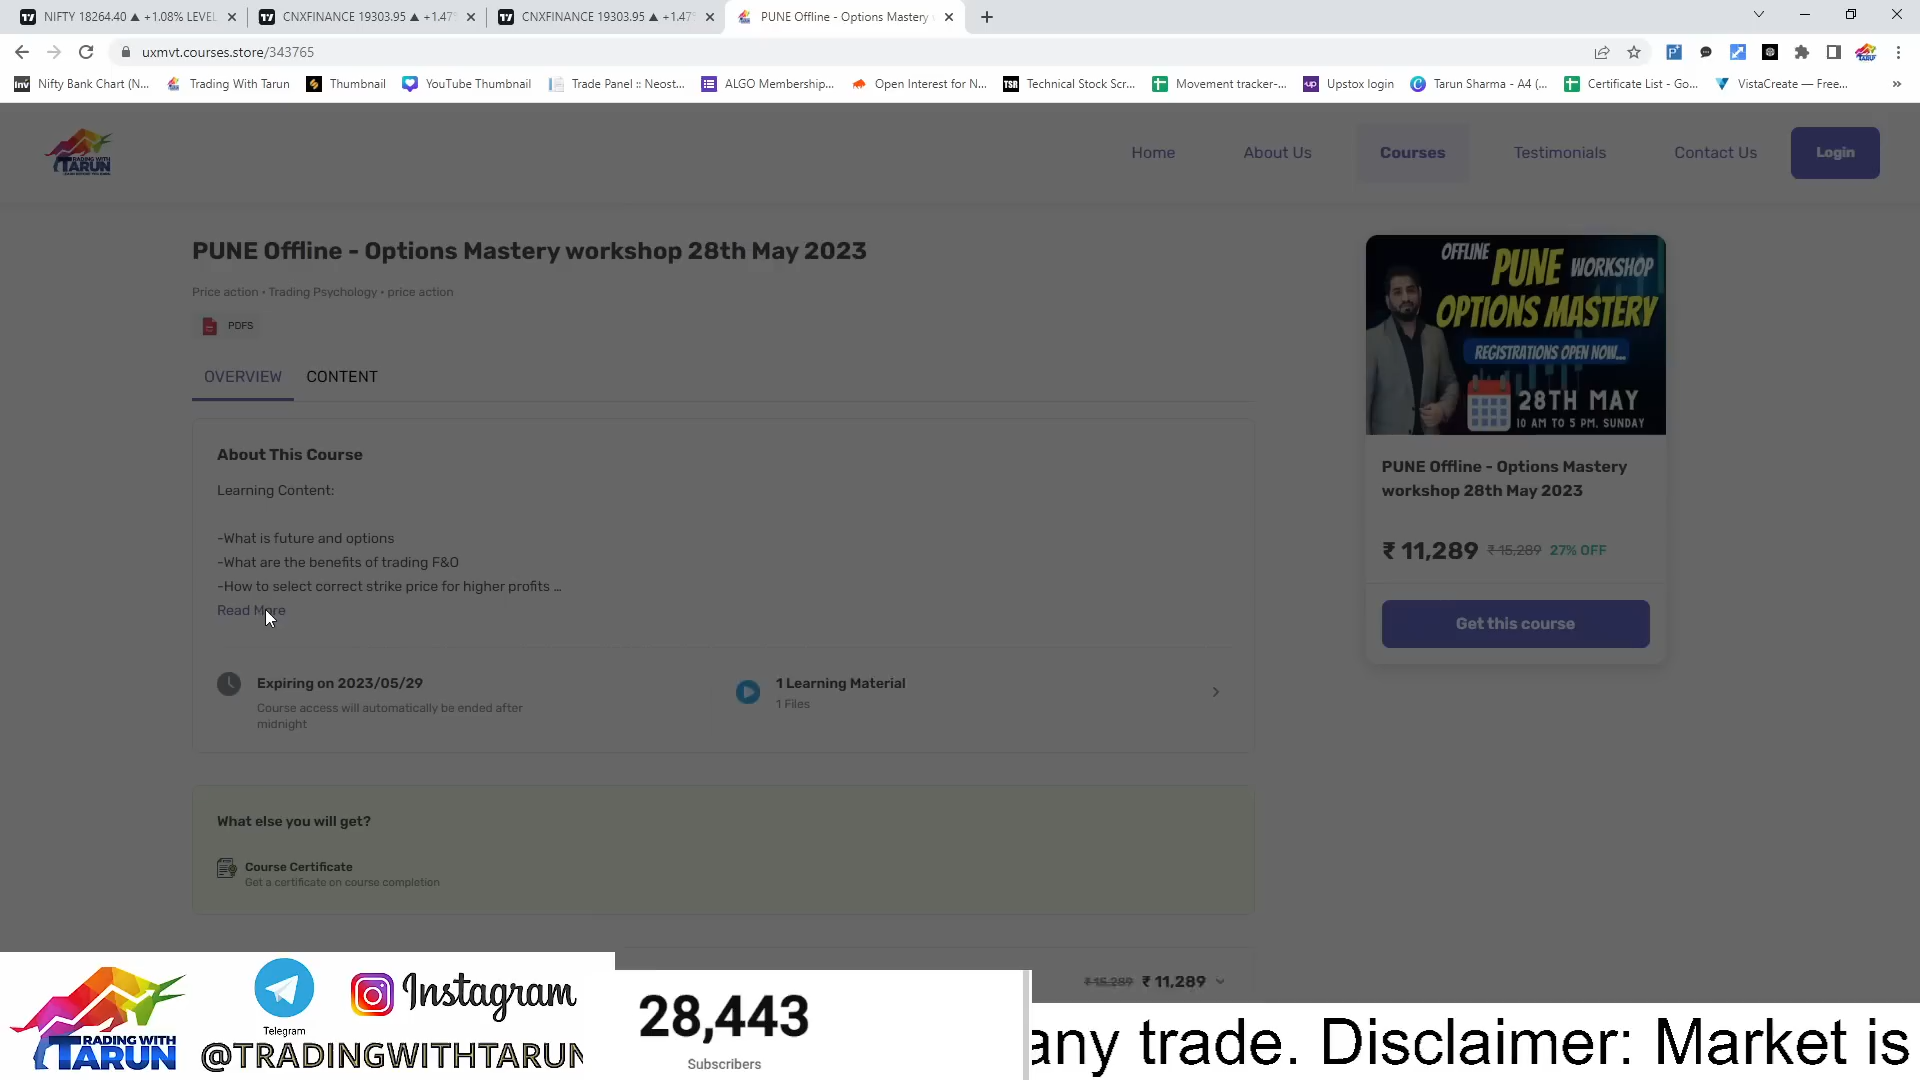 NIFTY 18264.40 ▲ +1.08% LEVEL
CNXFINANCE 19303.95 ▲ +1.47%
CNXFINANCE 19303.95 ▲ +1.47%
PUNE Offline - Options Mastery
uxmvt.courses.store/343765
Nifty Bank Chart (N...
Trading With Tarun
Thumbnail
YouTube Thumbnail
Trade Panel :: Neost...
ALGO Membership...
Open Interest for N...
TSR
Technical Stock Scr...
Movement tracker-...
Upstox login
Tarun Sharma - A4 (...
Certificate List - Go...
VistaCreate — Free...
TRADING WITH
TARUN
Home
About Us
Courses
Testimonials
Contact Us
Login
PUNE Offline - Options Mastery workshop 28th May 2023
Price action • Trading Psychology • price action
PDFS
OVERVIEW
CONTENT
About This Course
Learning Content:
-What is future and options
-What are the benefits of trading F&O
-How to select correct strike price for higher profits ...
Read More
Expiring on 2023/05/29
Course access will automatically be ended after
midnight
1 Learning Material
1 Files
What else you will get?
Course Certificate
Get a certificate on course completion
₹ 15,289 ₹ 11,289
OFFLINE PUNE WORKSHOP
OPTIONS MASTERY
REGISTRATIONS OPEN NOW...
28TH MAY
10 AM TO 5 PM, SUNDAY
PUNE Offline - Options Mastery
workshop 28th May 2023
₹ 11,289 ₹ 15,289 27% OFF
Get this course
TRADING WITH
TARUN
Telegram
Instagram
@TRADINGWITHTARUN
28,443
Subscribers
any trade. Disclaimer: Market is